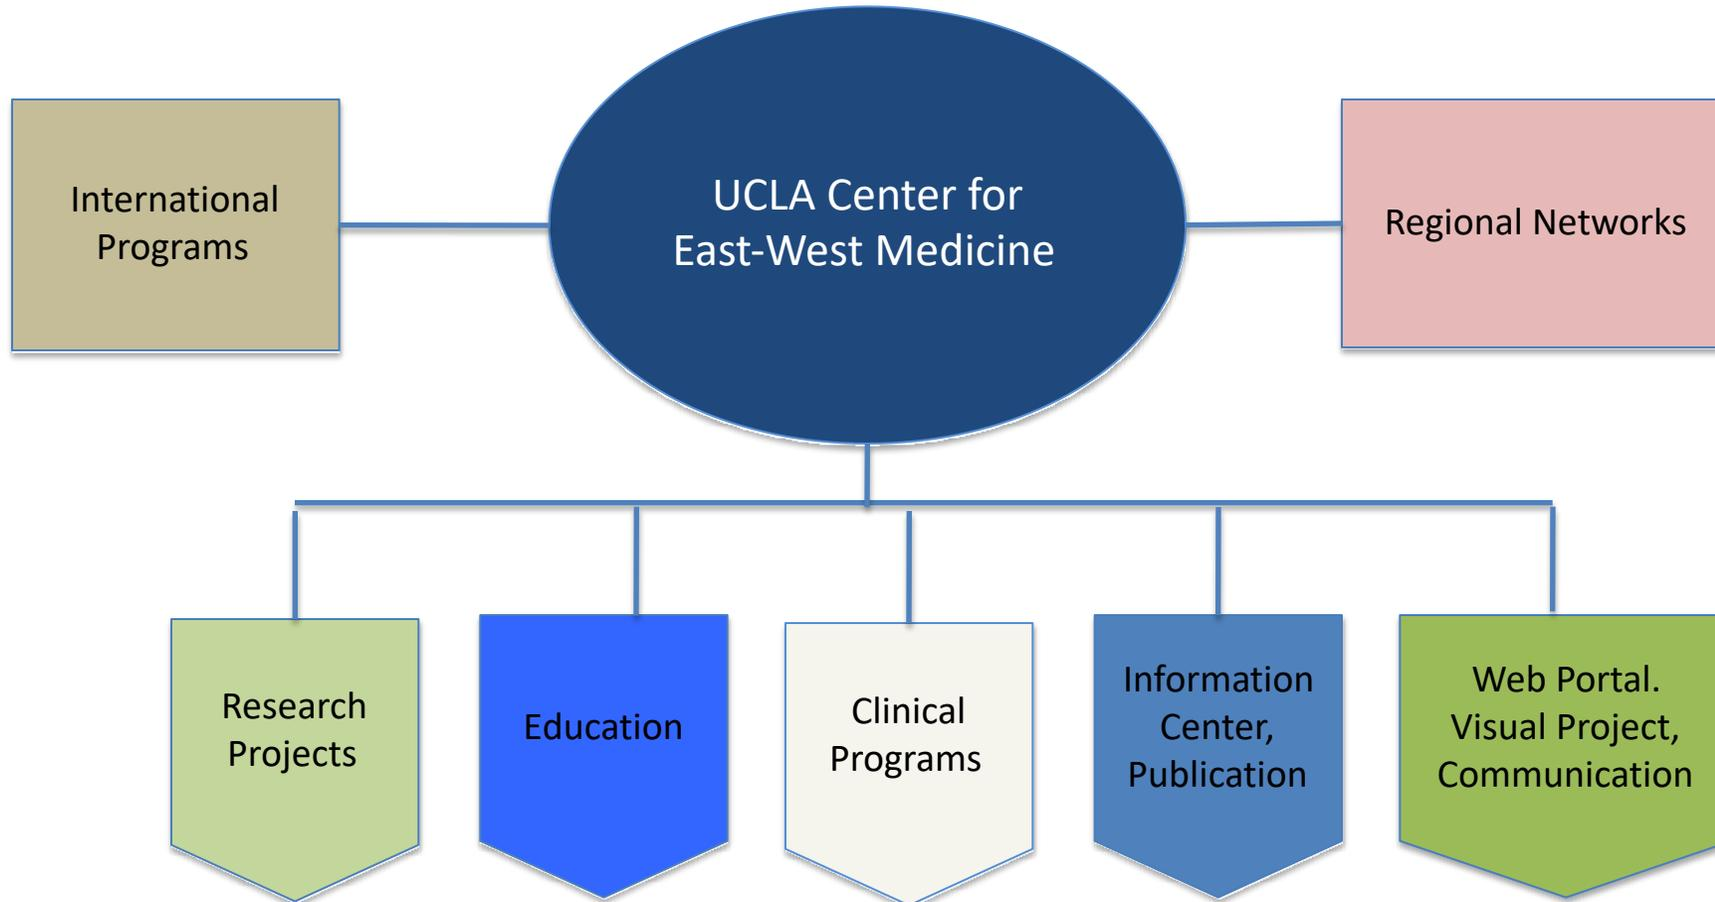 UCLA Center for
East-West Medicine
International
Programs
Regional Networks
Research
Projects
Education
Clinical
Programs
Information
Center,
Publication
Web Portal.
Visual Project,
Communication